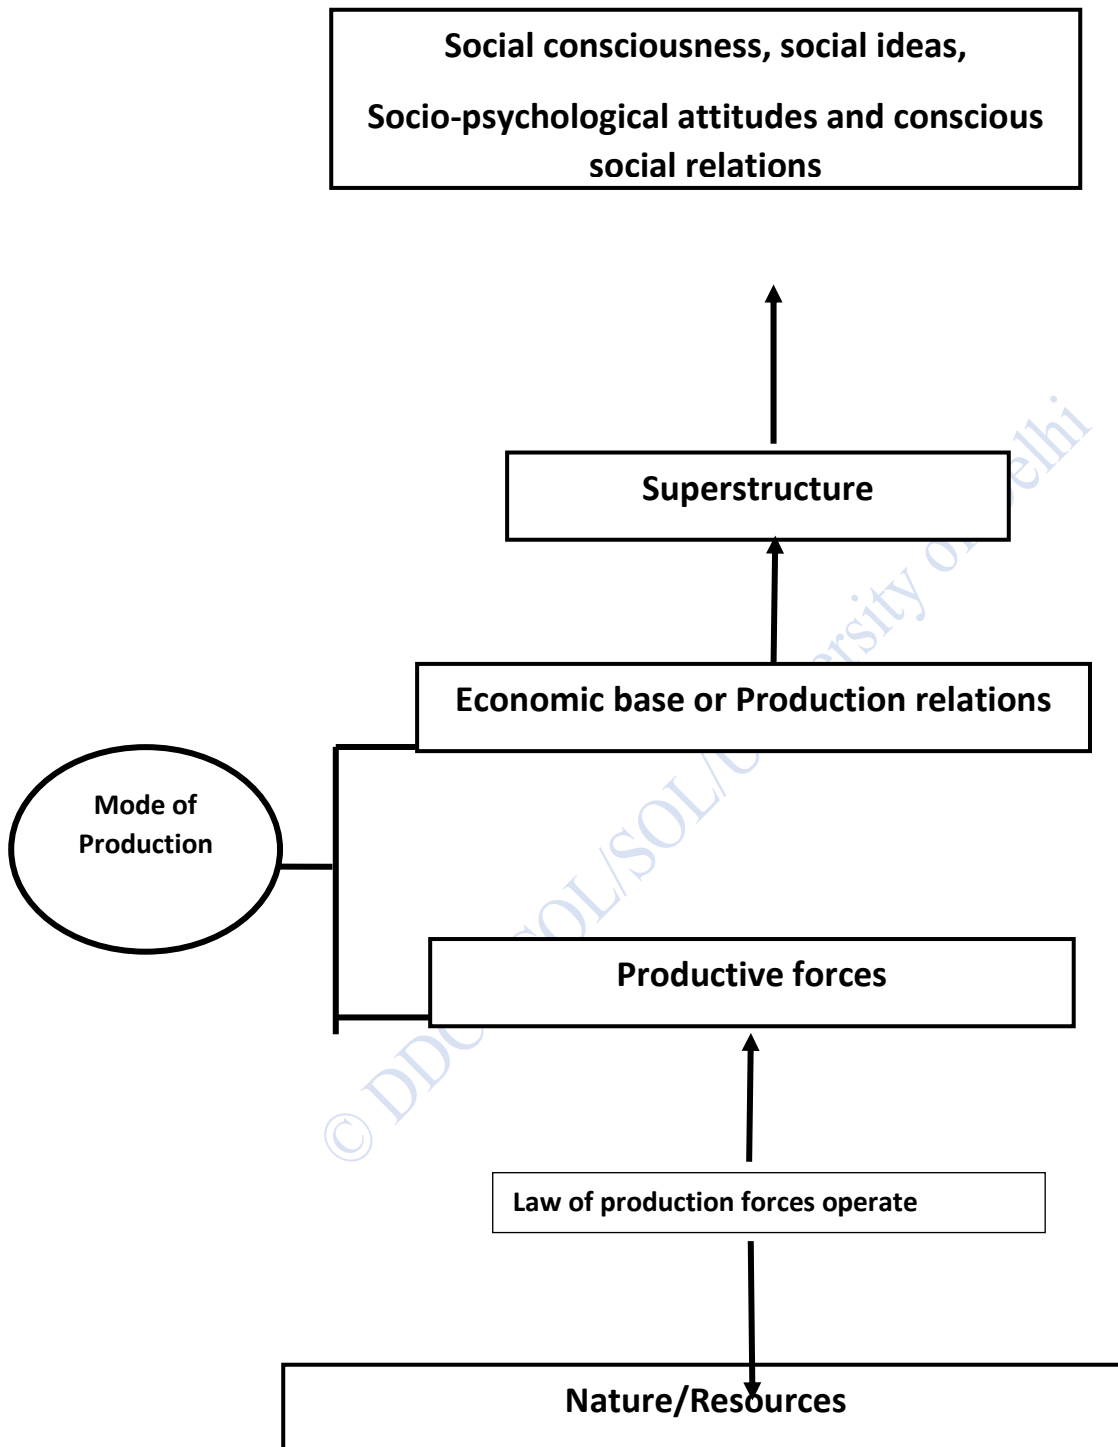 Social consciousness, social ideas,
Socio-psychological attitudes and conscious
social relations
Superstructure
Economic base or Production relations
Mode of
Production
Productive forces
Law of production forces operate
Nature/Resources